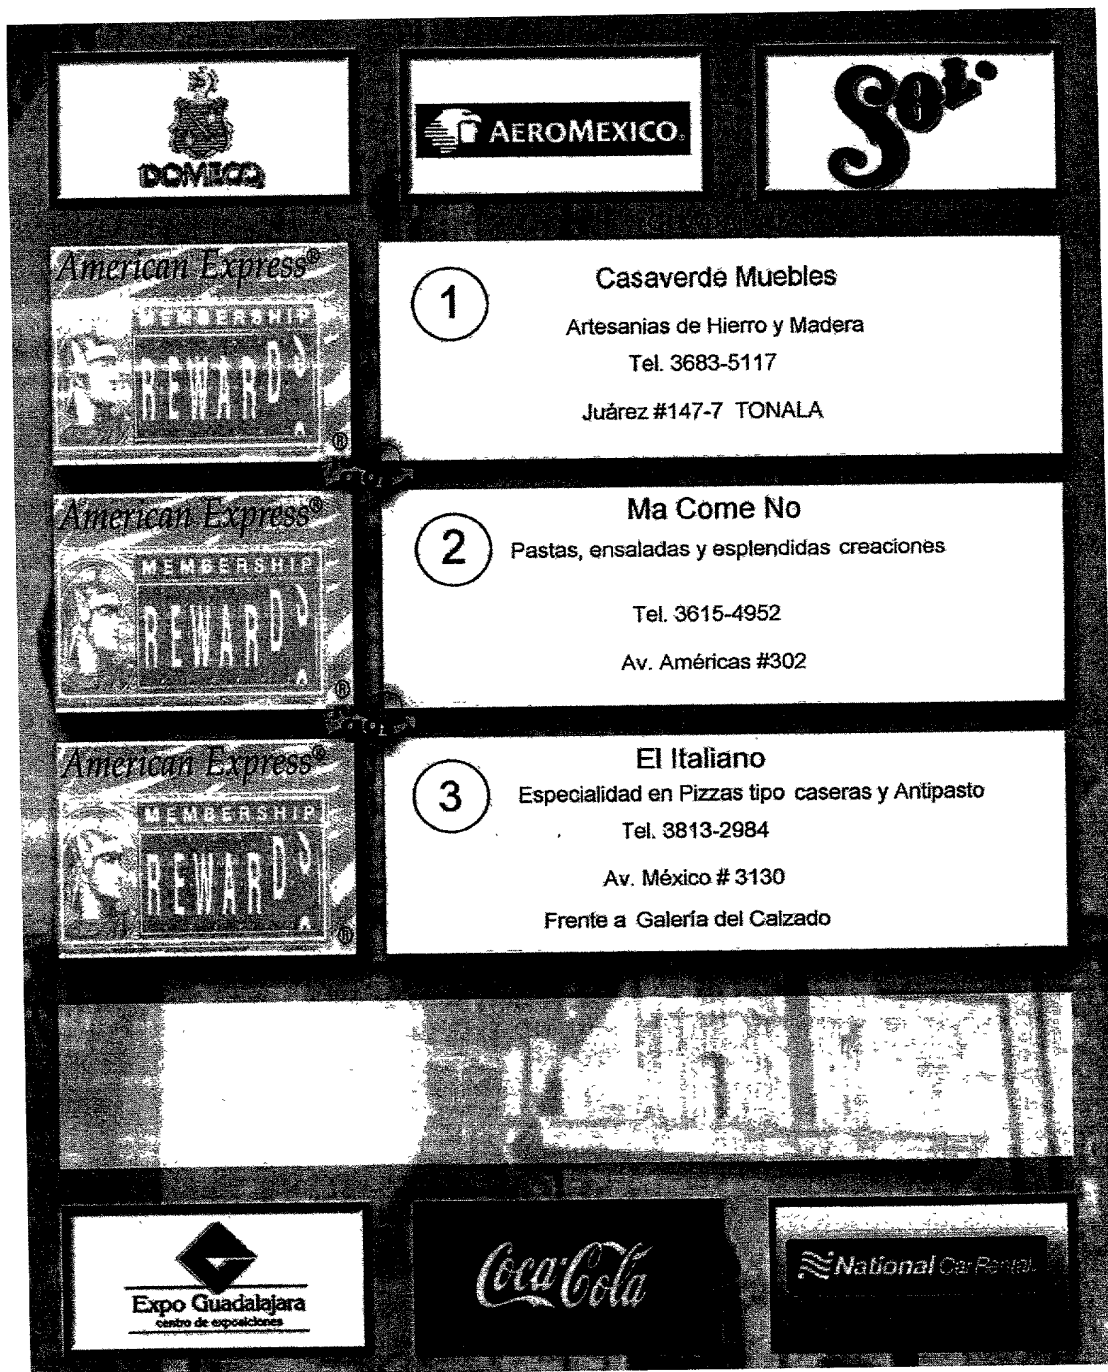 DOMECQ
AEROMEXICO.
SOL.
American Express®
MEMBERSHIP
REWARDS
®
1
Casaverde Muebles
Artesanias de Hierro y Madera
Tel. 3683-5117
Juárez #147-7 TONALA
American Express®
MEMBERSHIP
REWARDS
®
2
Ma Come No
Pastas, ensaladas y esplendidas creaciones
Tel. 3615-4952
Av. Américas #302
American Express®
MEMBERSHIP
REWARDS
®
3
El Italiano
Especialidad en Pizzas tipo caseras y Antipasto
Tel. 3813-2984
Av. México # 3130
Frente a Galería del Calzado
Expo Guadalajara
centro de exposiciones
Coca-Cola
National Car Rental.